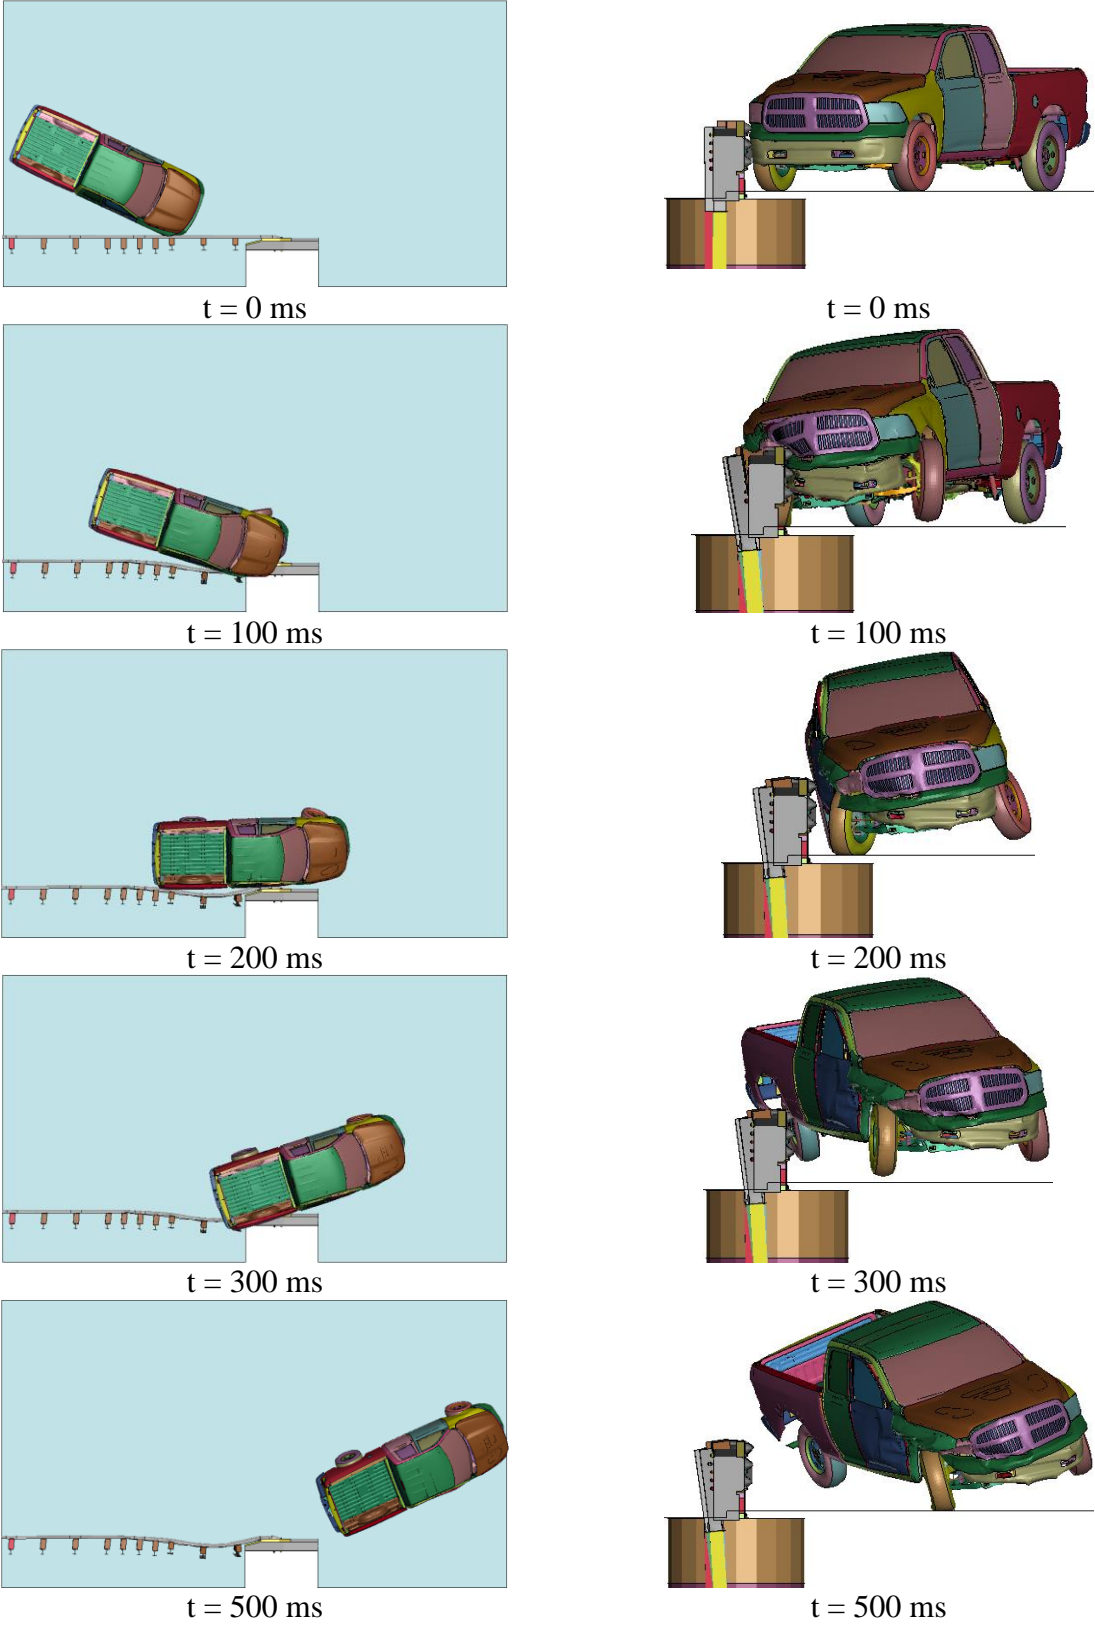 t = 0 ms
t = 0 ms
t = 100 ms
t = 100 ms
t = 200 ms
t = 200 ms
t = 300 ms
t = 300 ms
t = 500 ms
t = 500 ms